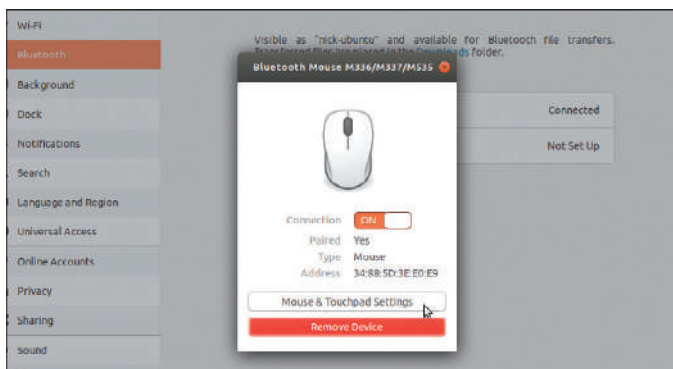 Wi-Fi
Bluetooth
Background
Dock
Notifications
Search
Language and Region
Universal Access
Online Accounts
Privacy
Sharing
Sound
Visible as "nick-ubuntu" and available for Bluetooth file transfers.
Transferred files are placed in the Downloads folder.
Connected
Not Set Up
Bluetooth Mouse M336/M337/M535
Connection ON
Paired Yes
Type Mouse
Address 34:88:5D:3E:E0:E9
Mouse & Touchpad Settings
Remove Device